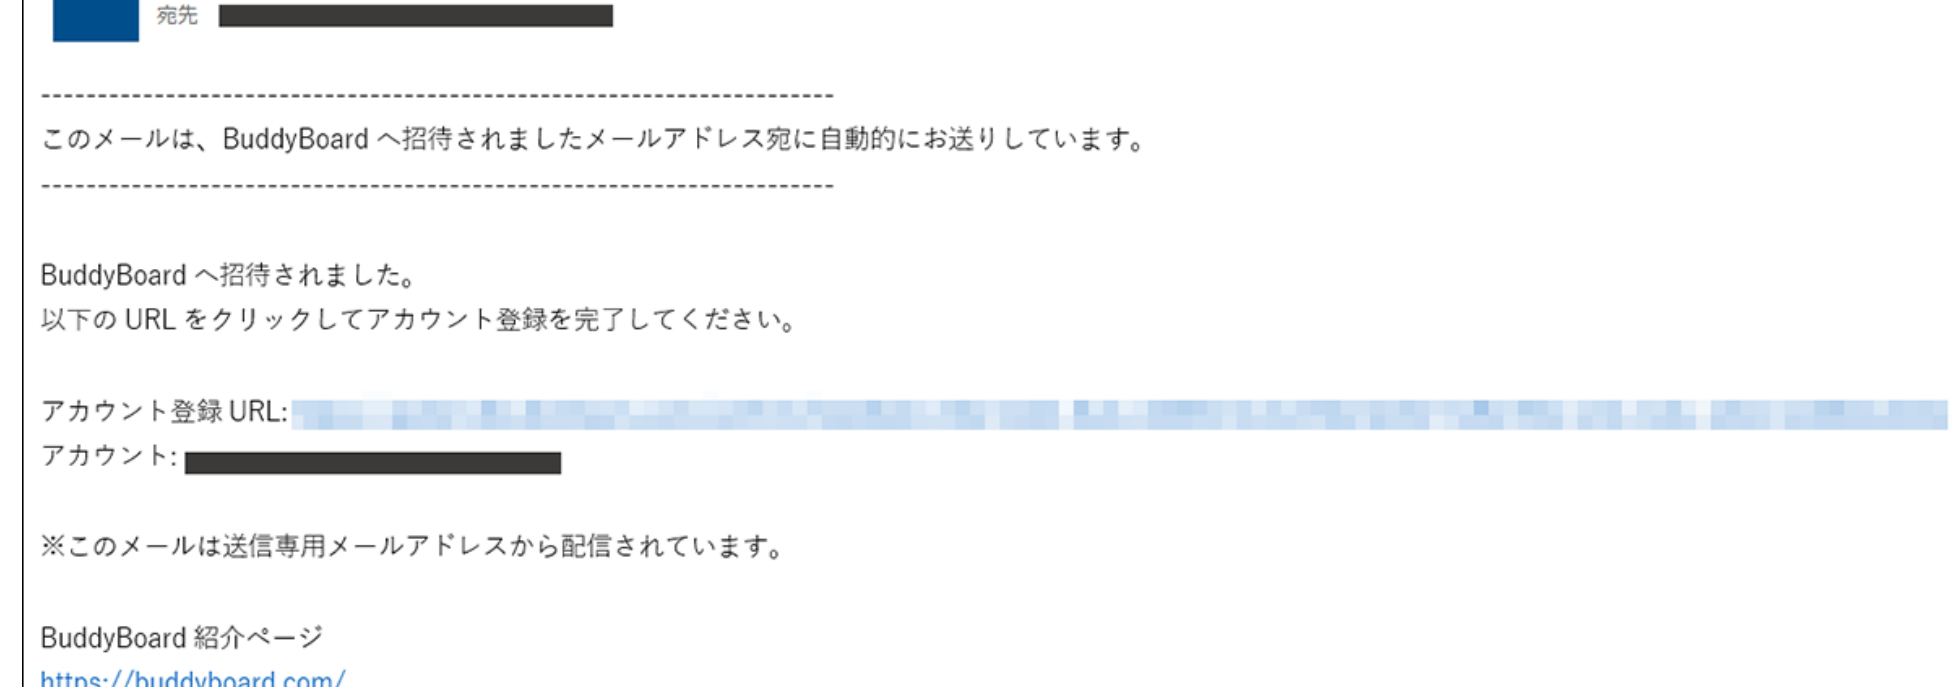 宛先
----------------------------------------------------------------------
このメールは、BuddyBoard へ招待されましたメールアドレス宛に自動的にお送りしています。
----------------------------------------------------------------------
BuddyBoard へ招待されました。
以下の URL をクリックしてアカウント登録を完了してください。
アカウント登録 URL:
アカウント:
※このメールは送信専用メールアドレスから配信されています。
BuddyBoard 紹介ページ
https://buddyboard.com/